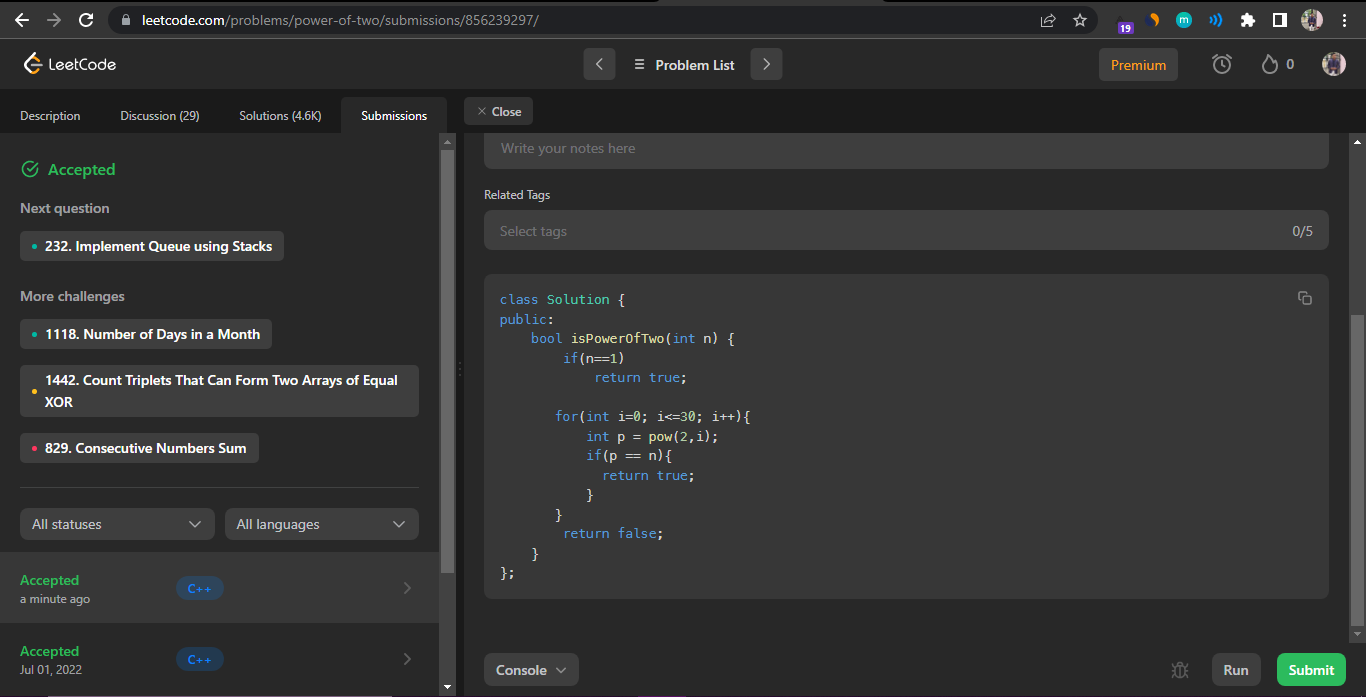 leetcode.com/problems/power-of-two/submissions/856239297/
19
m
LeetCode
Problem List
Premium
0
Description
Discussion (29)
Solutions (4.6K)
Submissions
Close
Accepted
Next question
232. Implement Queue using Stacks
More challenges
1118. Number of Days in a Month
1442. Count Triplets That Can Form Two Arrays of Equal
XOR
829. Consecutive Numbers Sum
All statuses
All languages
Accepted
C++
a minute ago
Accepted
C++
Jul 01, 2022
Write your notes here
Related Tags
Select tags
0/5
class Solution {
public:
    bool isPowerOfTwo(int n) {
        if(n==1)
            return true;
       for(int i=0; i<=30; i++){
           int p = pow(2,i);
           if(p == n){
             return true;
           }
       }
        return false;
    }
};
Console
Run
Submit